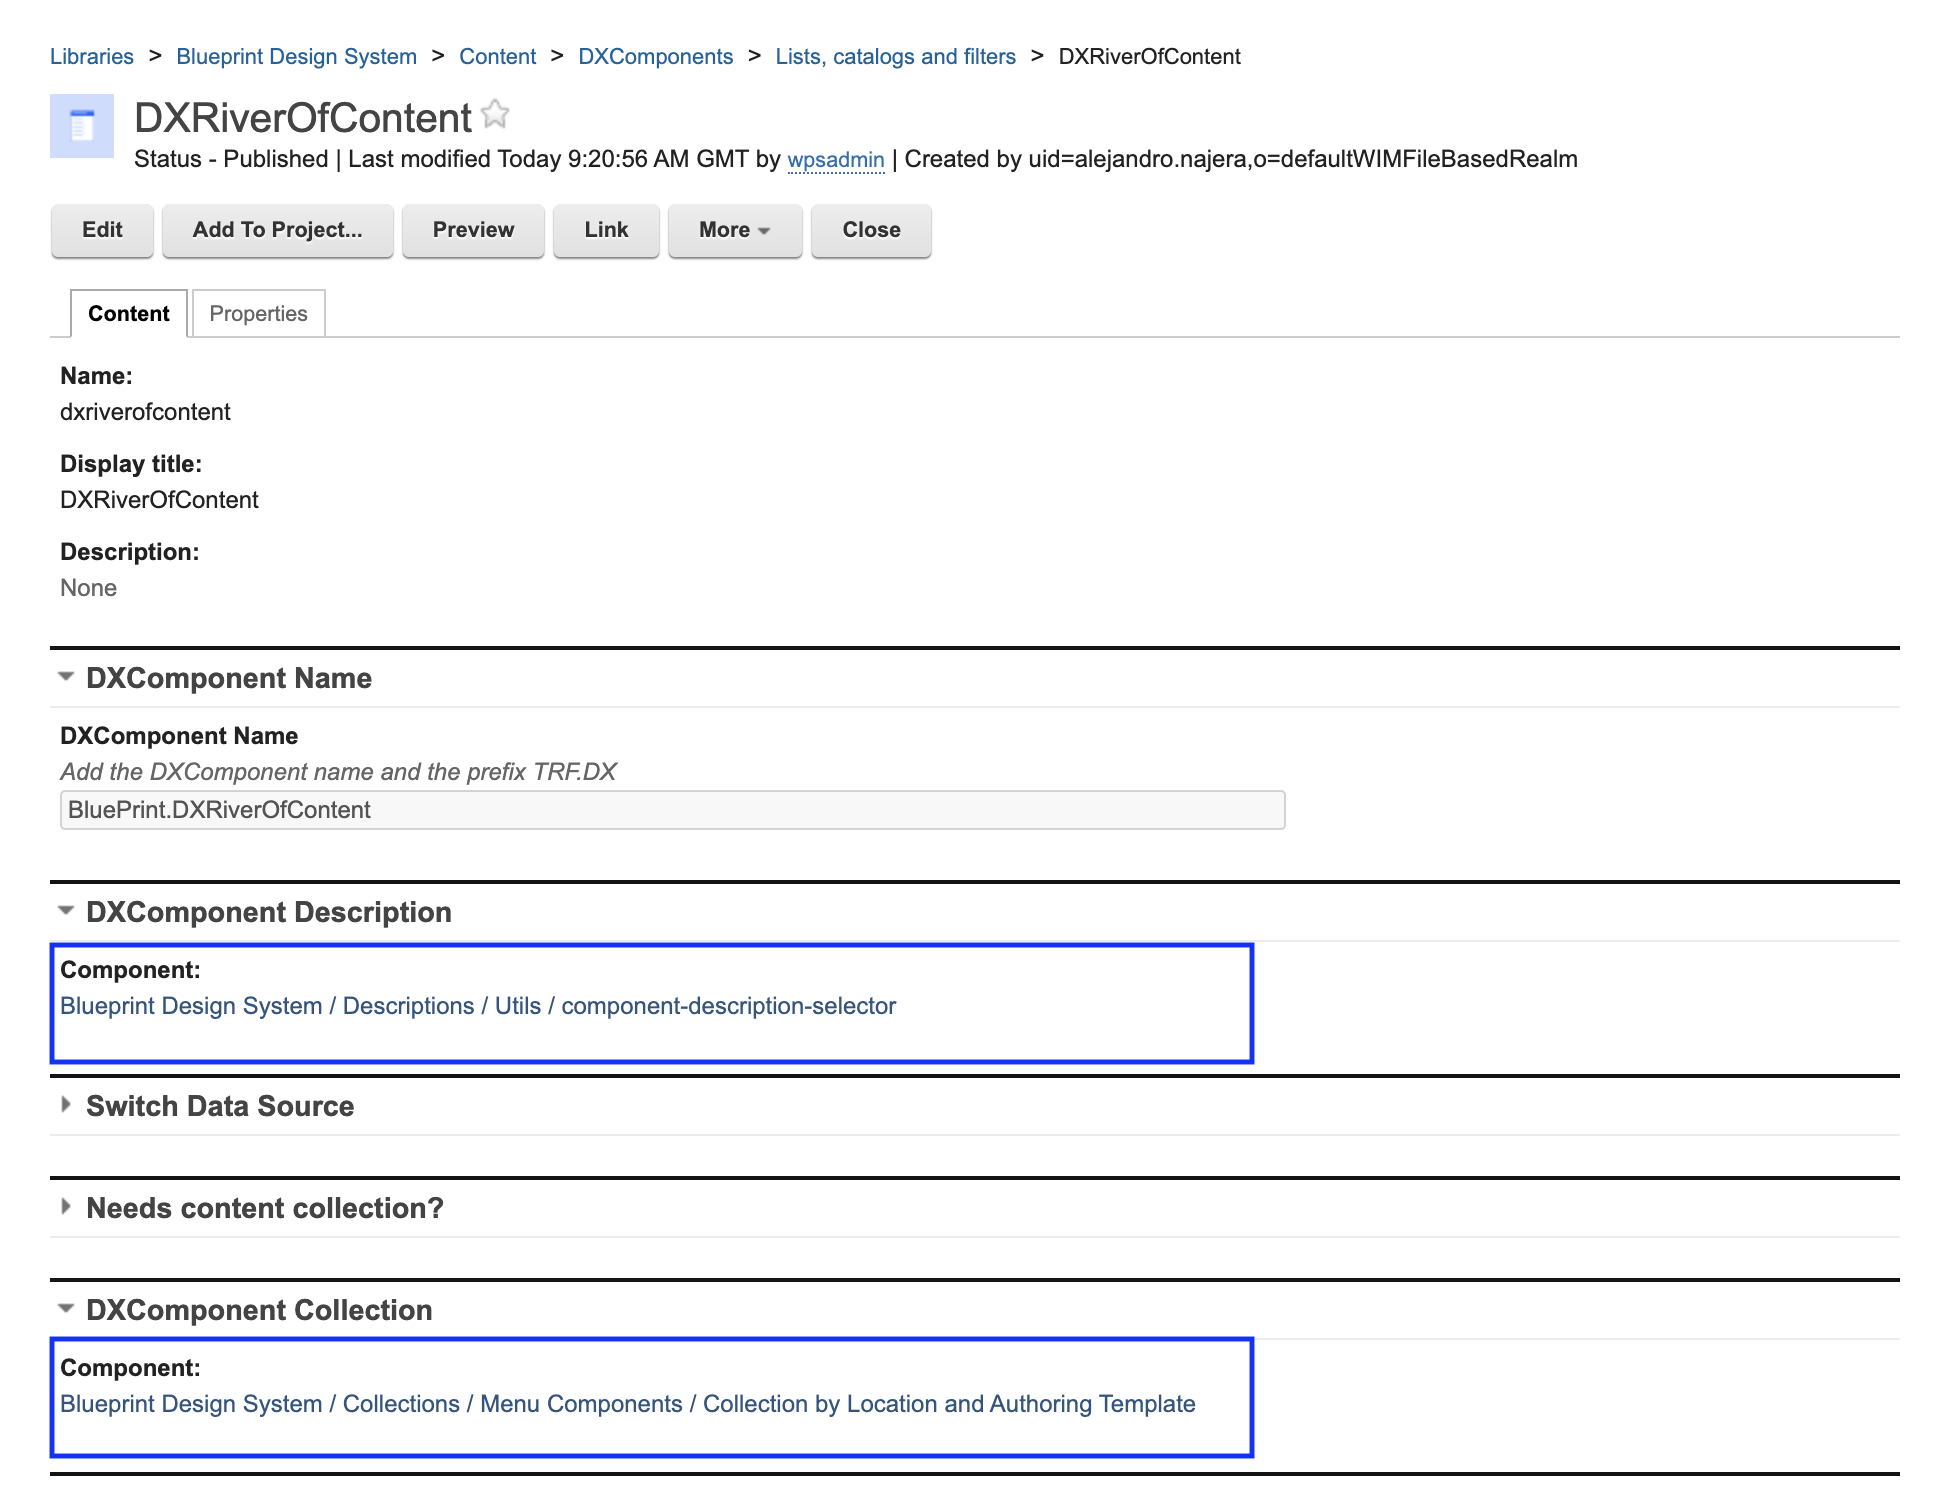 Libraries > Blueprint Design System > Content > DXComponents > Lists, catalogs and filters > DXRiverOfContent
DXRiverOfContent
Status - Published | Last modified Today 9:20:56 AM GMT by wpsadmin | Created by uid=alejandro.najera,o=defaultWIMFileBasedRealm
Edit Add To Project... Preview Link More Close
Content Properties
Name:
dxriverofcontent
Display title:
DXRiverOfContent
Description:
None
DXComponent Name
DXComponent Name
Add the DXComponent name and the prefix TRF.DX
BluePrint.DXRiverOfContent
DXComponent Description
Component:
Blueprint Design System / Descriptions / Utils / component-description-selector
Switch Data Source
Needs content collection?
DXComponent Collection
Component:
Blueprint Design System / Collections / Menu Components / Collection by Location and Authoring Template